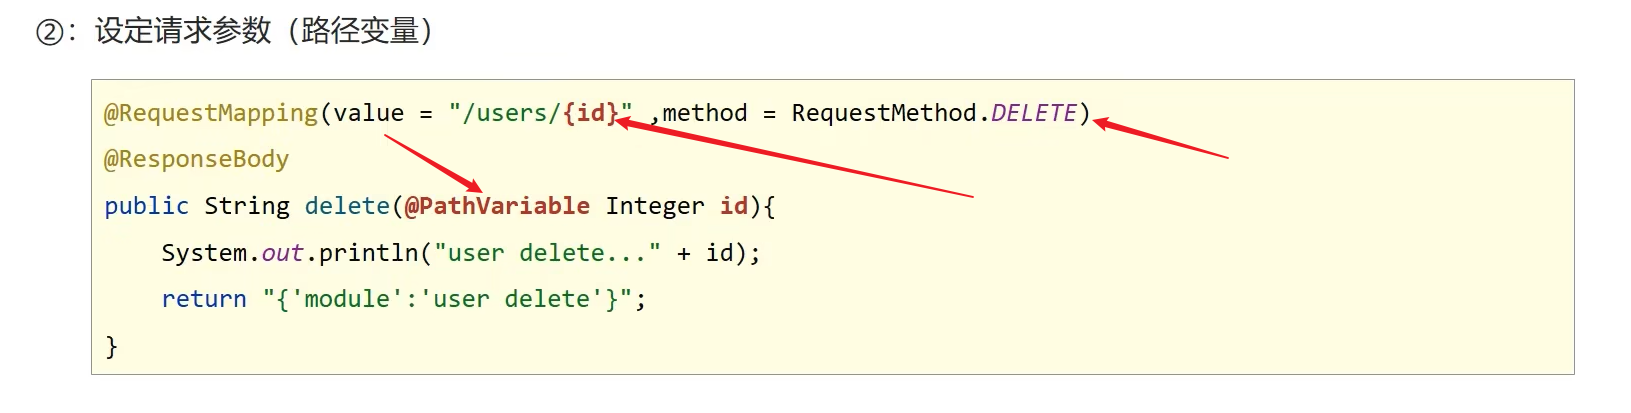 ②：设定请求参数（路径变量）
@RequestMapping(value = "/users/{id}" ,method = RequestMethod.DELETE)
@ResponseBody
public String delete(@PathVariable Integer id){
    System.out.println("user delete..." + id);
    return "{'module':'user delete'}";
}